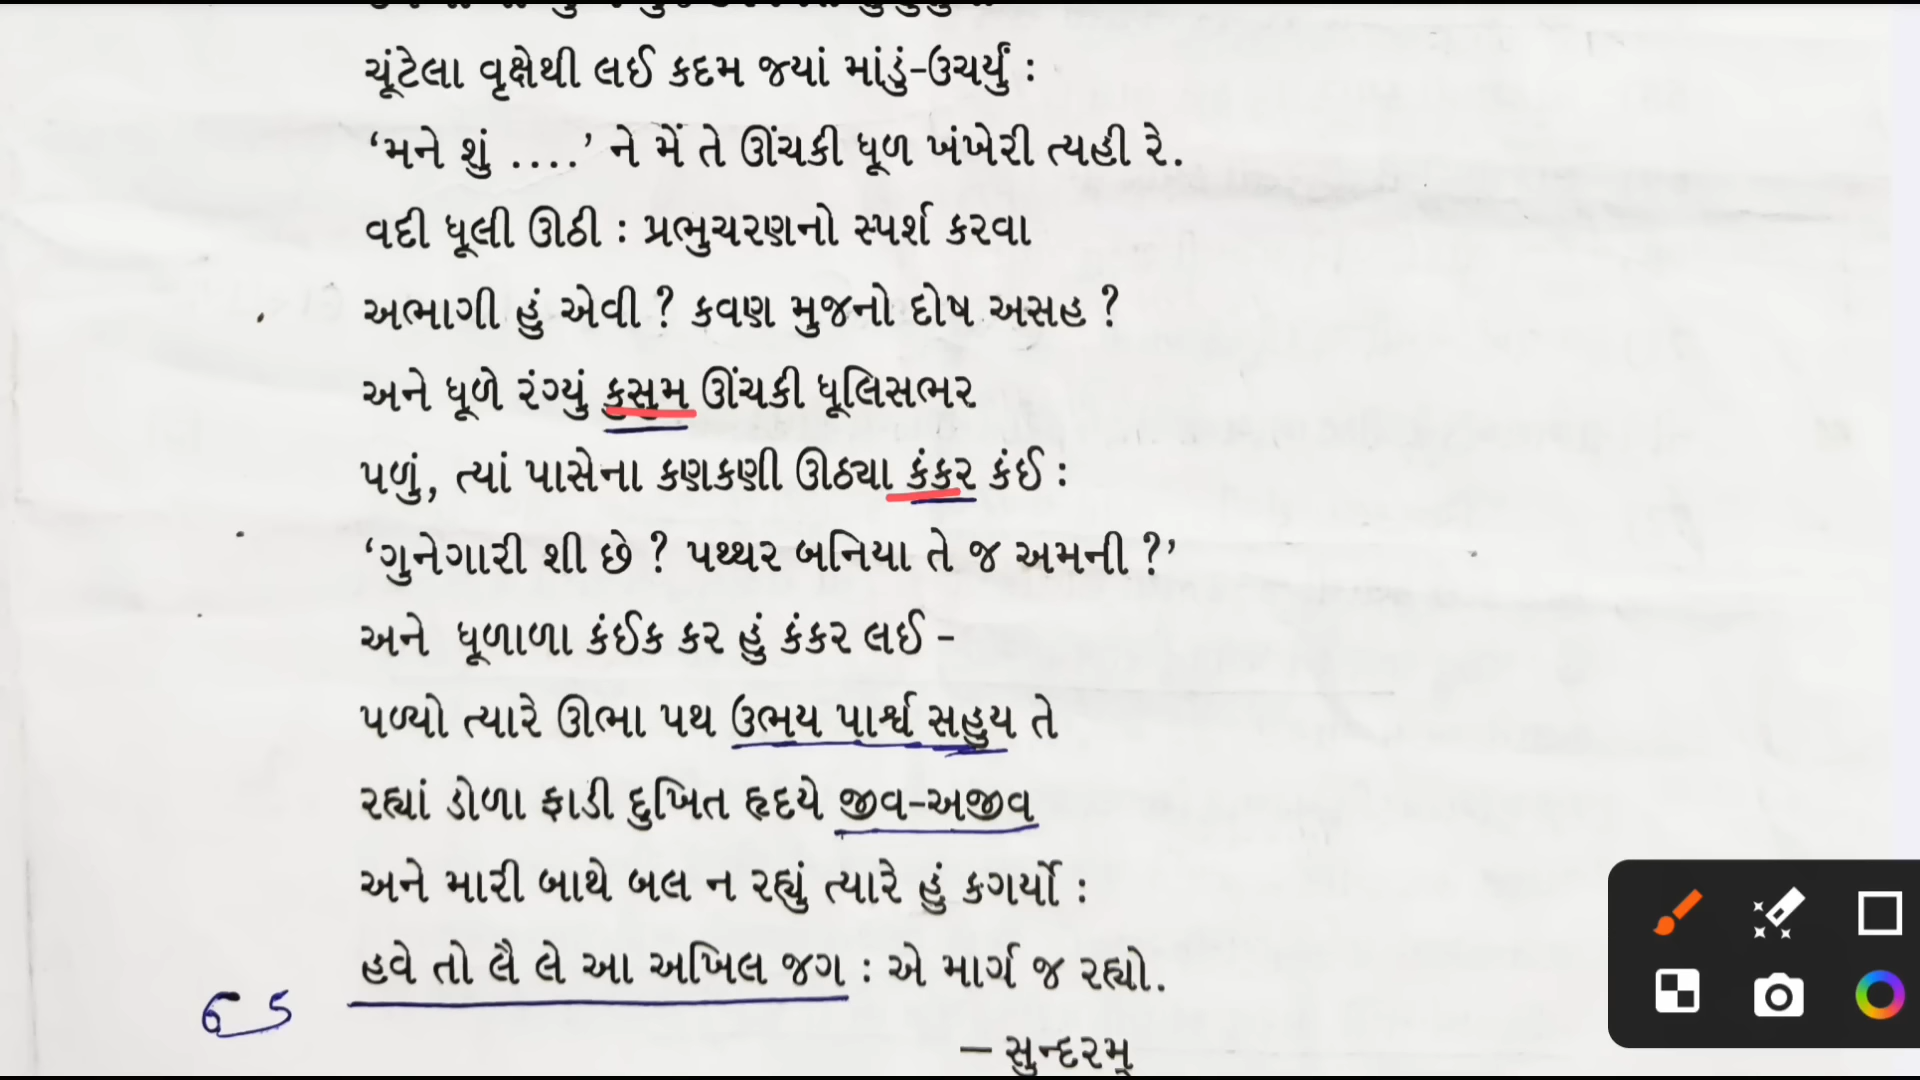 ચૂંટેલા વૃક્ષેથી લઈ કદમ જ્યાં માંડું-ઉચર્યું :
‘મને શું ....’ ને મેં તે ઊંચકી ધૂળ ખંખેરી ત્યહી રે.
વદી ધૂલી ઊઠી : પ્રભુચરણનો સ્પર્શ કરવા
અભાગી હું એવી ? કવણ મુજનો દોષ અસહ ?
અને ધૂળે રંગ્યું કુસુમ ઊંચકી ધૂલિસભર
પળું, ત્યાં પાસેના કણકણી ઊઠ્યા કંકર કંઈ :
‘ગુનેગારી શી છે ? પથ્થર બનિયા તે જ અમની ?’
અને ધૂળાળા કંઈક કર હું કંકર લઈ –
પળ્યો ત્યારે ઊભા પથ ઉભય પાર્શ્વ સહુય તે
રહ્યાં ડોળા ફાડી દુખિત હૃદયે જીવ-અજીવ
અને મારી બાથે બલ ન રહ્યું ત્યારે હું કગર્યો :
હવે તો લૈ લે આ અખિલ જગ : એ માર્ગ જ રહ્યો.
– સુન્દરમ્